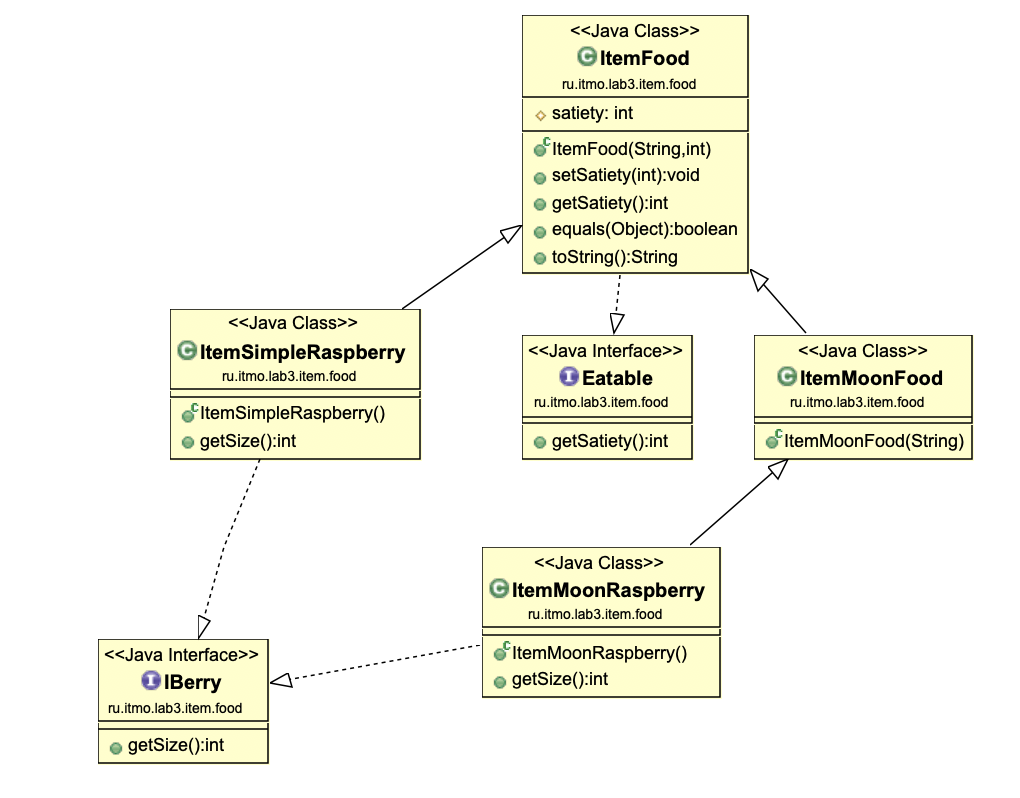 <<Java Class>>
ItemFood
ru.itmo.lab3.item.food
satiety: int
ItemFood(String,int)
setSatiety(int):void
getSatiety():int
equals(Object):boolean
toString():String
<<Java Class>>
ItemSimpleRaspberry
ru.itmo.lab3.item.food
ItemSimpleRaspberry()
getSize():int
<<Java Interface>>
Eatable
ru.itmo.lab3.item.food
getSatiety():int
<<Java Class>>
ItemMoonFood
ru.itmo.lab3.item.food
ItemMoonFood(String)
<<Java Class>>
ItemMoonRaspberry
ru.itmo.lab3.item.food
ItemMoonRaspberry()
getSize():int
<<Java Interface>>
IBerry
ru.itmo.lab3.item.food
getSize():int